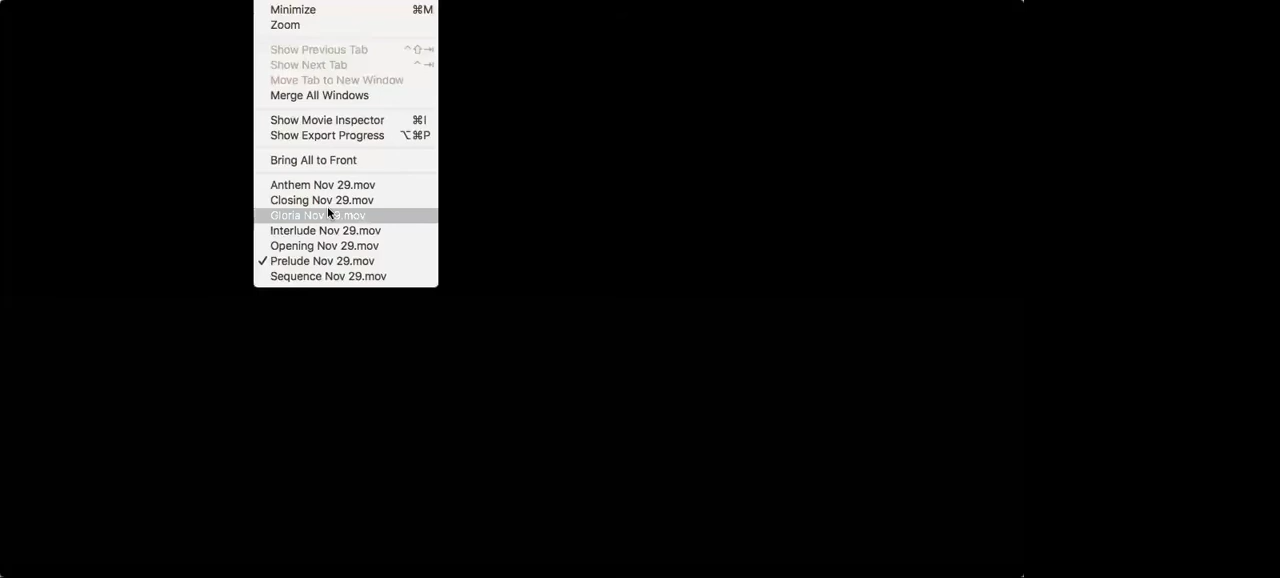 Minimize ⌘M
Zoom
Show Previous Tab ^⇧⇥
Show Next Tab ^⇥
Move Tab to New Window
Merge All Windows
Show Movie Inspector ⌘I
Show Export Progress ⌥⌘P
Bring All to Front
Anthem Nov 29.mov
Closing Nov 29.mov
Gloria Nov 29.mov
Interlude Nov 29.mov
Opening Nov 29.mov
✓ Prelude Nov 29.mov
Sequence Nov 29.mov